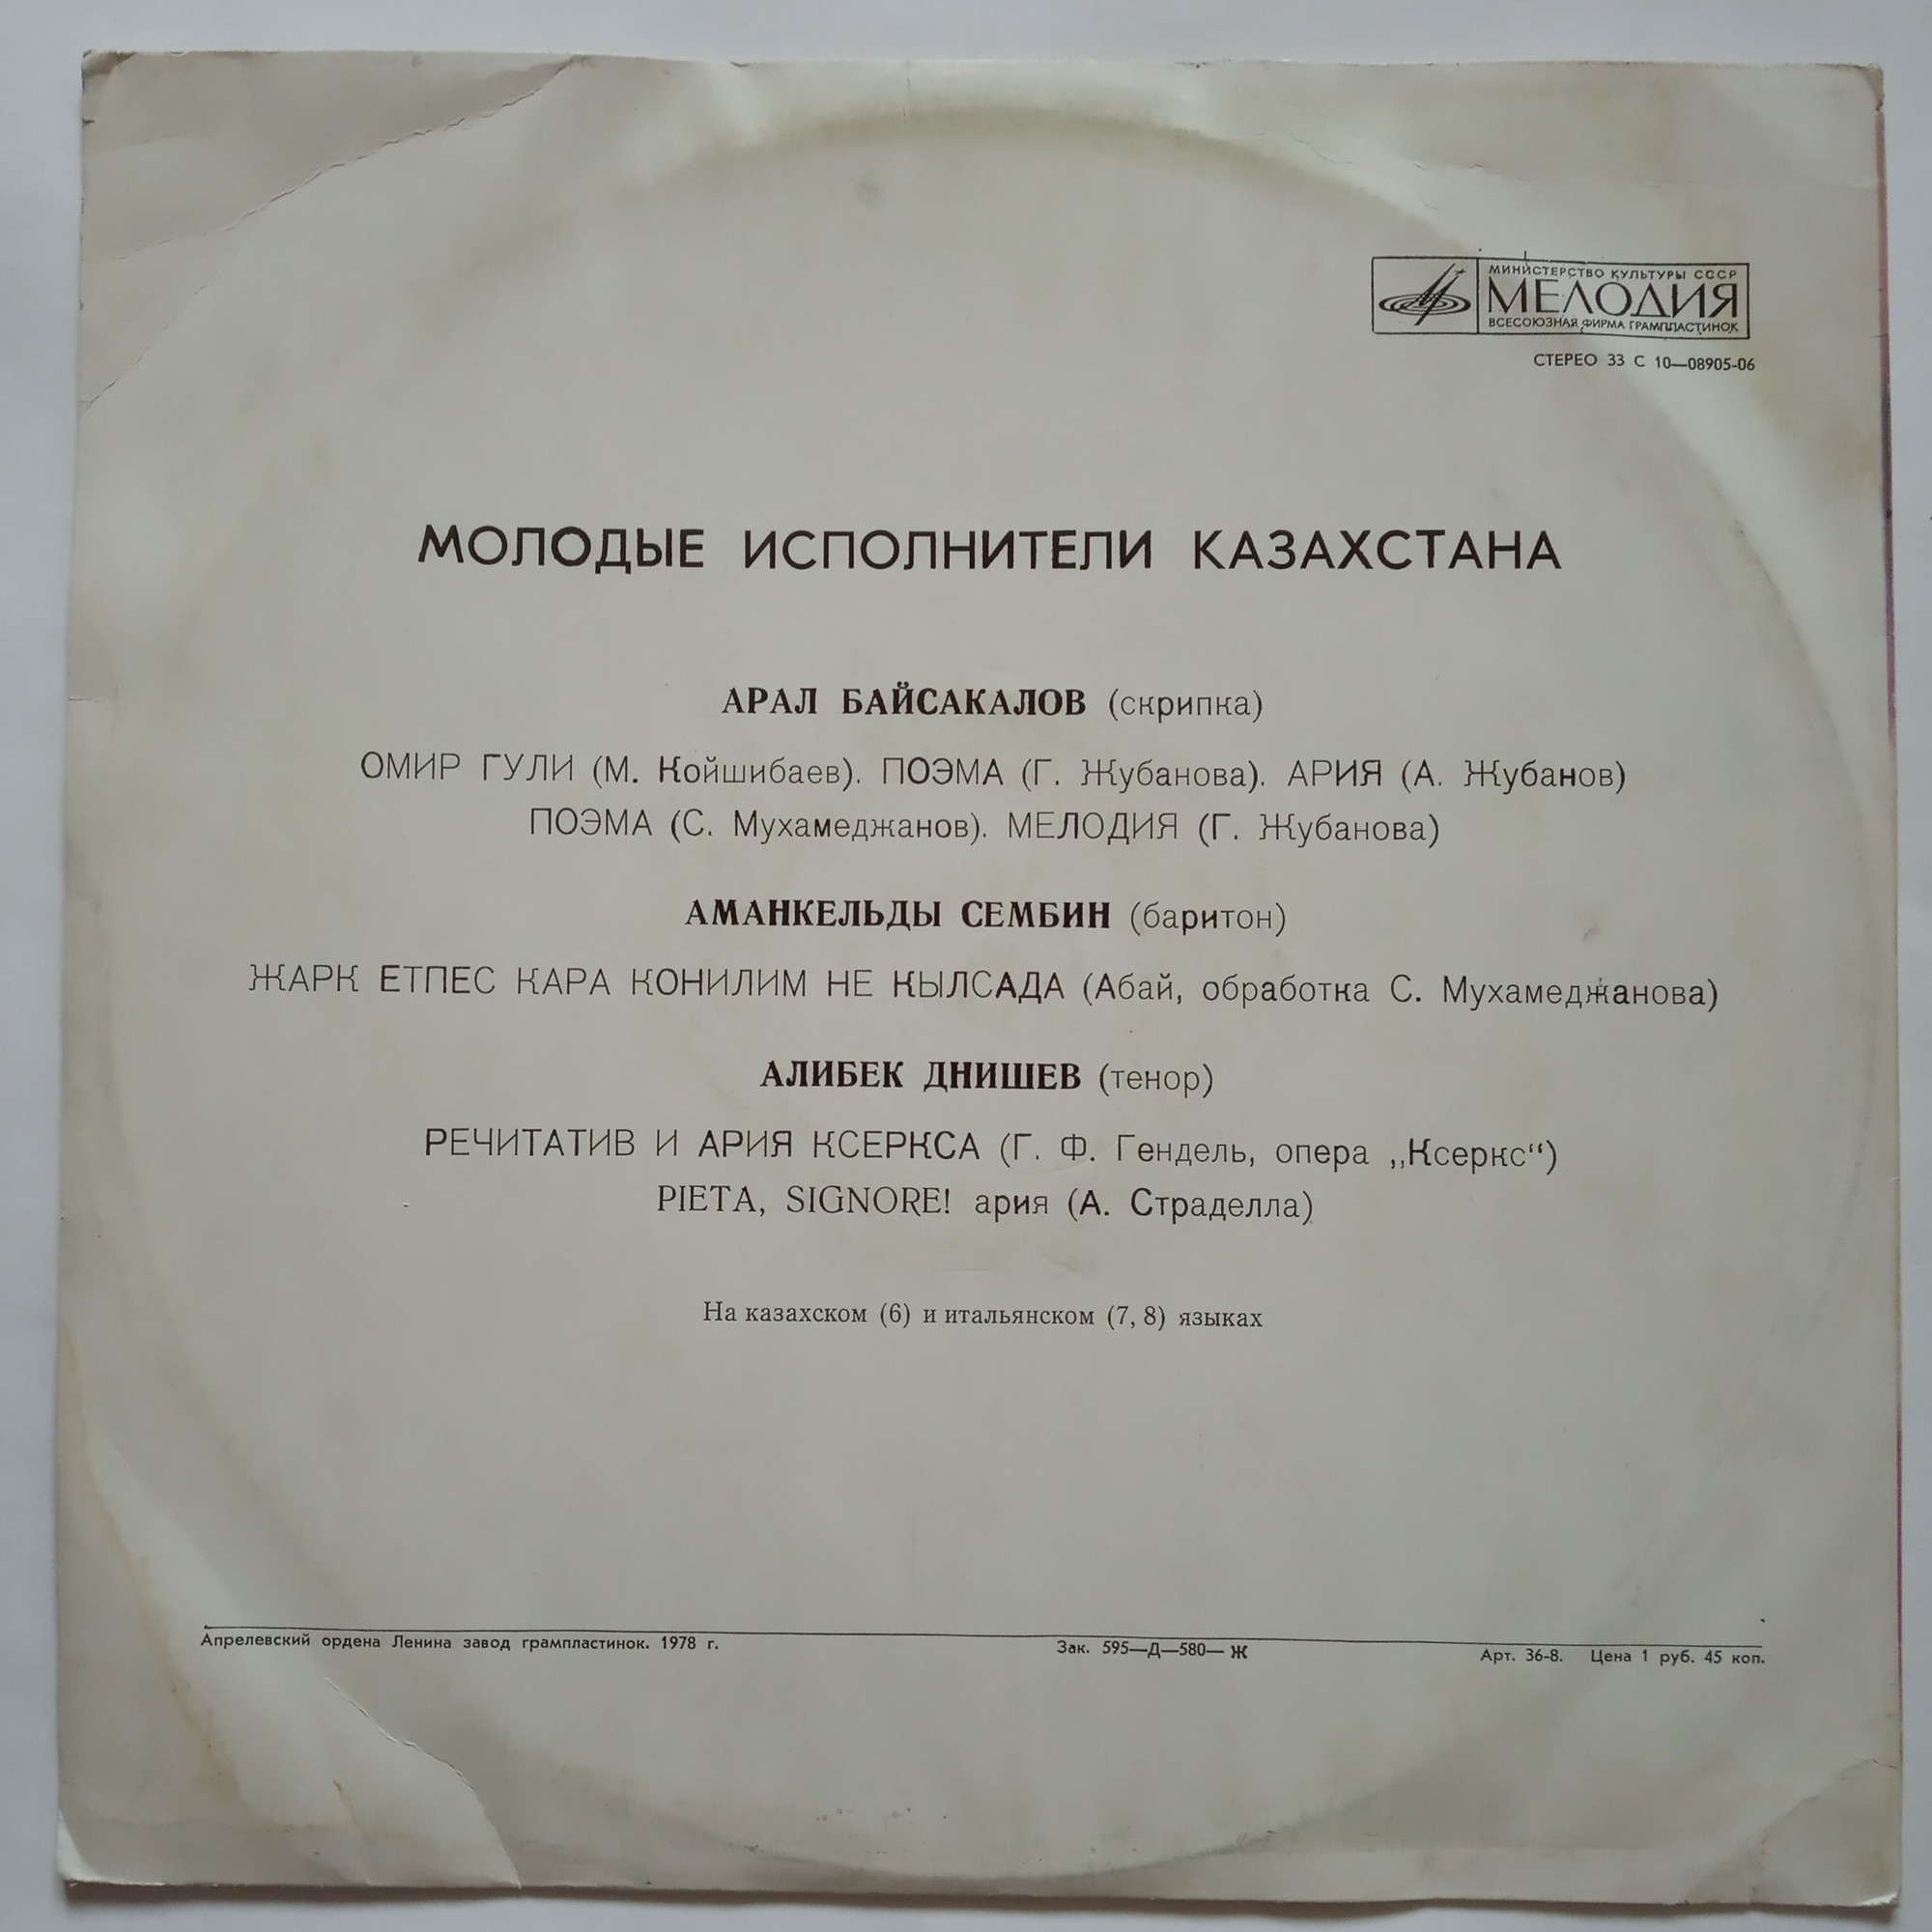 МИНИСТЕРСТВО КУЛЬТУРЫ СССР
МЕЛОДИЯ
ВСЕСОЮЗНАЯ ФИРМА ГРАМПЛАСТИНОК
СТЕРЕО 33 С 10—08905-06
МОЛОДЫЕ ИСПОЛНИТЕЛИ КАЗАХСТАНА
АРАЛ БАЙСАКАЛОВ (скрипка)
ОМИР ГУЛИ (М. Койшибаев). ПОЭМА (Г. Жубанова). АРИЯ (А. Жубанов)
ПОЭМА (С. Мухамеджанов). МЕЛОДИЯ (Г. Жубанова)
АМАНКЕЛЬДЫ СЕМБИН (баритон)
ЖАРК ЕТПЕС КАРА КОНИЛИМ НЕ КЫЛСАДА (Абай, обработка С. Мухамеджанова)
АЛИБЕК ДНИШЕВ (тенор)
РЕЧИТАТИВ И АРИЯ КСЕРКСА (Г. Ф. Гендель, опера „Ксеркс“)
PIETA, SIGNORE! ария (А. Страделла)
На казахском (6) и итальянском (7, 8) языках
Апрелевский ордена Ленина завод грампластинок. 1978 г. Зак. 595—Д—580— Ж Арт. 36-8. Цена 1 руб. 45 коп.